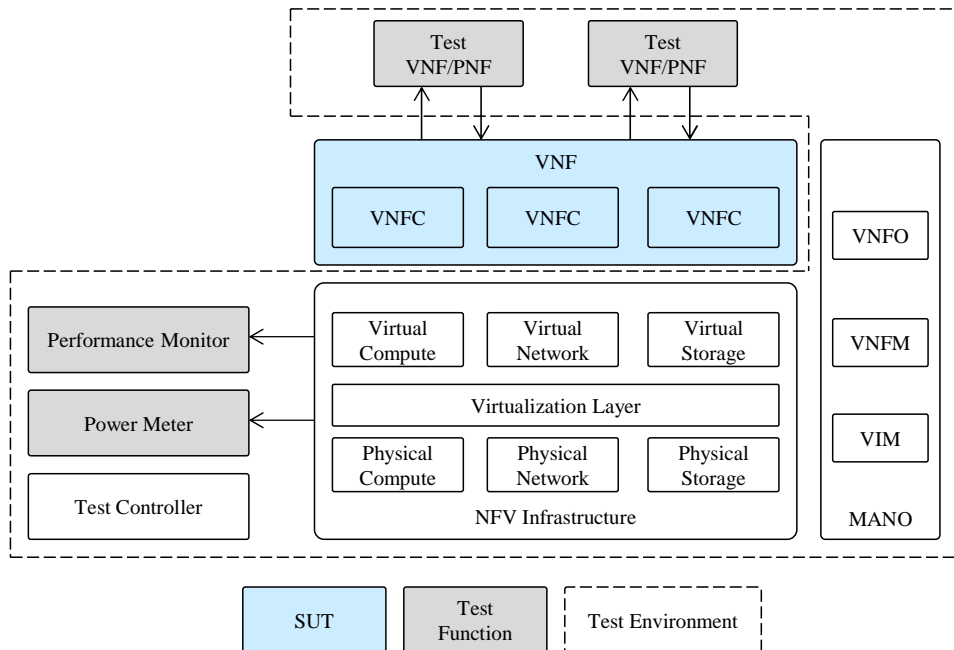 Test
VNF/PNF
Test
VNF/PNF
VNF
VNFC
VNFC
VNFC
VNFO
VNFM
VIM
MANO
Performance Monitor
Power Meter
Test Controller
Virtual
Compute
Virtual
Network
Virtual
Storage
Virtualization Layer
Physical
Compute
Physical
Network
Physical
Storage
NFV Infrastructure
SUT
Test
Function
Test Environment